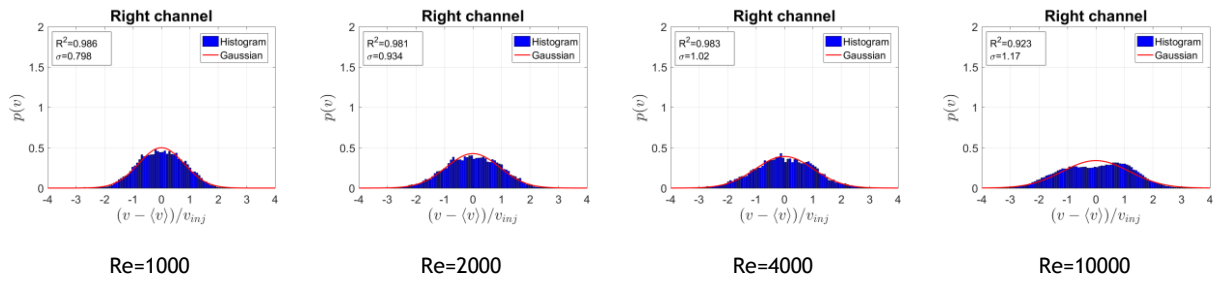 Right channel
R²=0.986
σ=0.798
Histogram
Gaussian
p(v)
2
1.5
1
0.5
0
-4 -3 -2 -1 0 1 2 3 4
(v − ⟨v⟩)/v_inj
Re=1000
Right channel
R²=0.981
σ=0.934
Histogram
Gaussian
p(v)
2
1.5
1
0.5
0
-4 -3 -2 -1 0 1 2 3 4
(v − ⟨v⟩)/v_inj
Re=2000
Right channel
R²=0.983
σ=1.02
Histogram
Gaussian
p(v)
2
1.5
1
0.5
0
-4 -3 -2 -1 0 1 2 3 4
(v − ⟨v⟩)/v_inj
Re=4000
Right channel
R²=0.923
σ=1.17
Histogram
Gaussian
p(v)
2
1.5
1
0.5
0
-4 -3 -2 -1 0 1 2 3 4
(v − ⟨v⟩)/v_inj
Re=10000